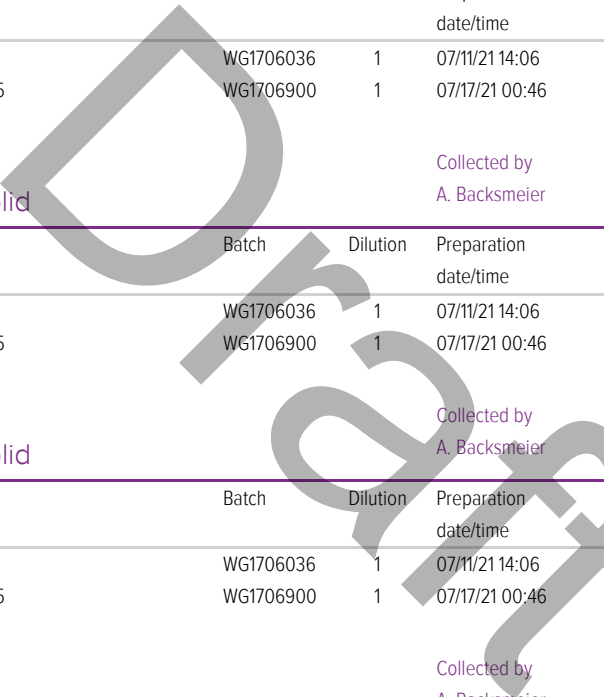 date/time
WG1706036 1 07/11/21 14:06
5 WG1706900 1 07/17/21 00:46
Collected by
A. Backsmeier
lid
Batch Dilution Preparation
date/time
WG1706036 1 07/11/21 14:06
5 WG1706900 1 07/17/21 00:46
Collected by
A. Backsmeier
lid
Batch Dilution Preparation
date/time
WG1706036 1 07/11/21 14:06
5 WG1706900 1 07/17/21 00:46
Collected by
A. Backsmeier
Draft